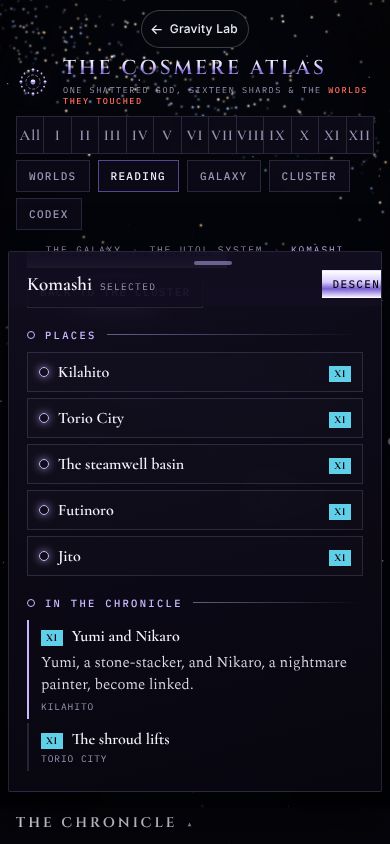 ← Gravity Lab
THE COSMERE ATLAS
ONE SHATTERED GOD, SIXTEEN SHARDS & THE WORLDS
THEY TOUCHED
All I II III IV V VI VII VIII IX X XI XII
WORLDS READING GALAXY CLUSTER
CODEX
THE GALAXY · THE UTOL SYSTEM · KOMASHI
Komashi SELECTED DESCEN
PLACES
Kilahito XI
Torio City XI
The steamwell basin XI
Futinoro XI
Jito XI
IN THE CHRONICLE
XI Yumi and Nikaro
Yumi, a stone-stacker, and Nikaro, a nightmare
painter, become linked.
KILAHITO
XI The shroud lifts
TORIO CITY
THE CHRONICLE ▴